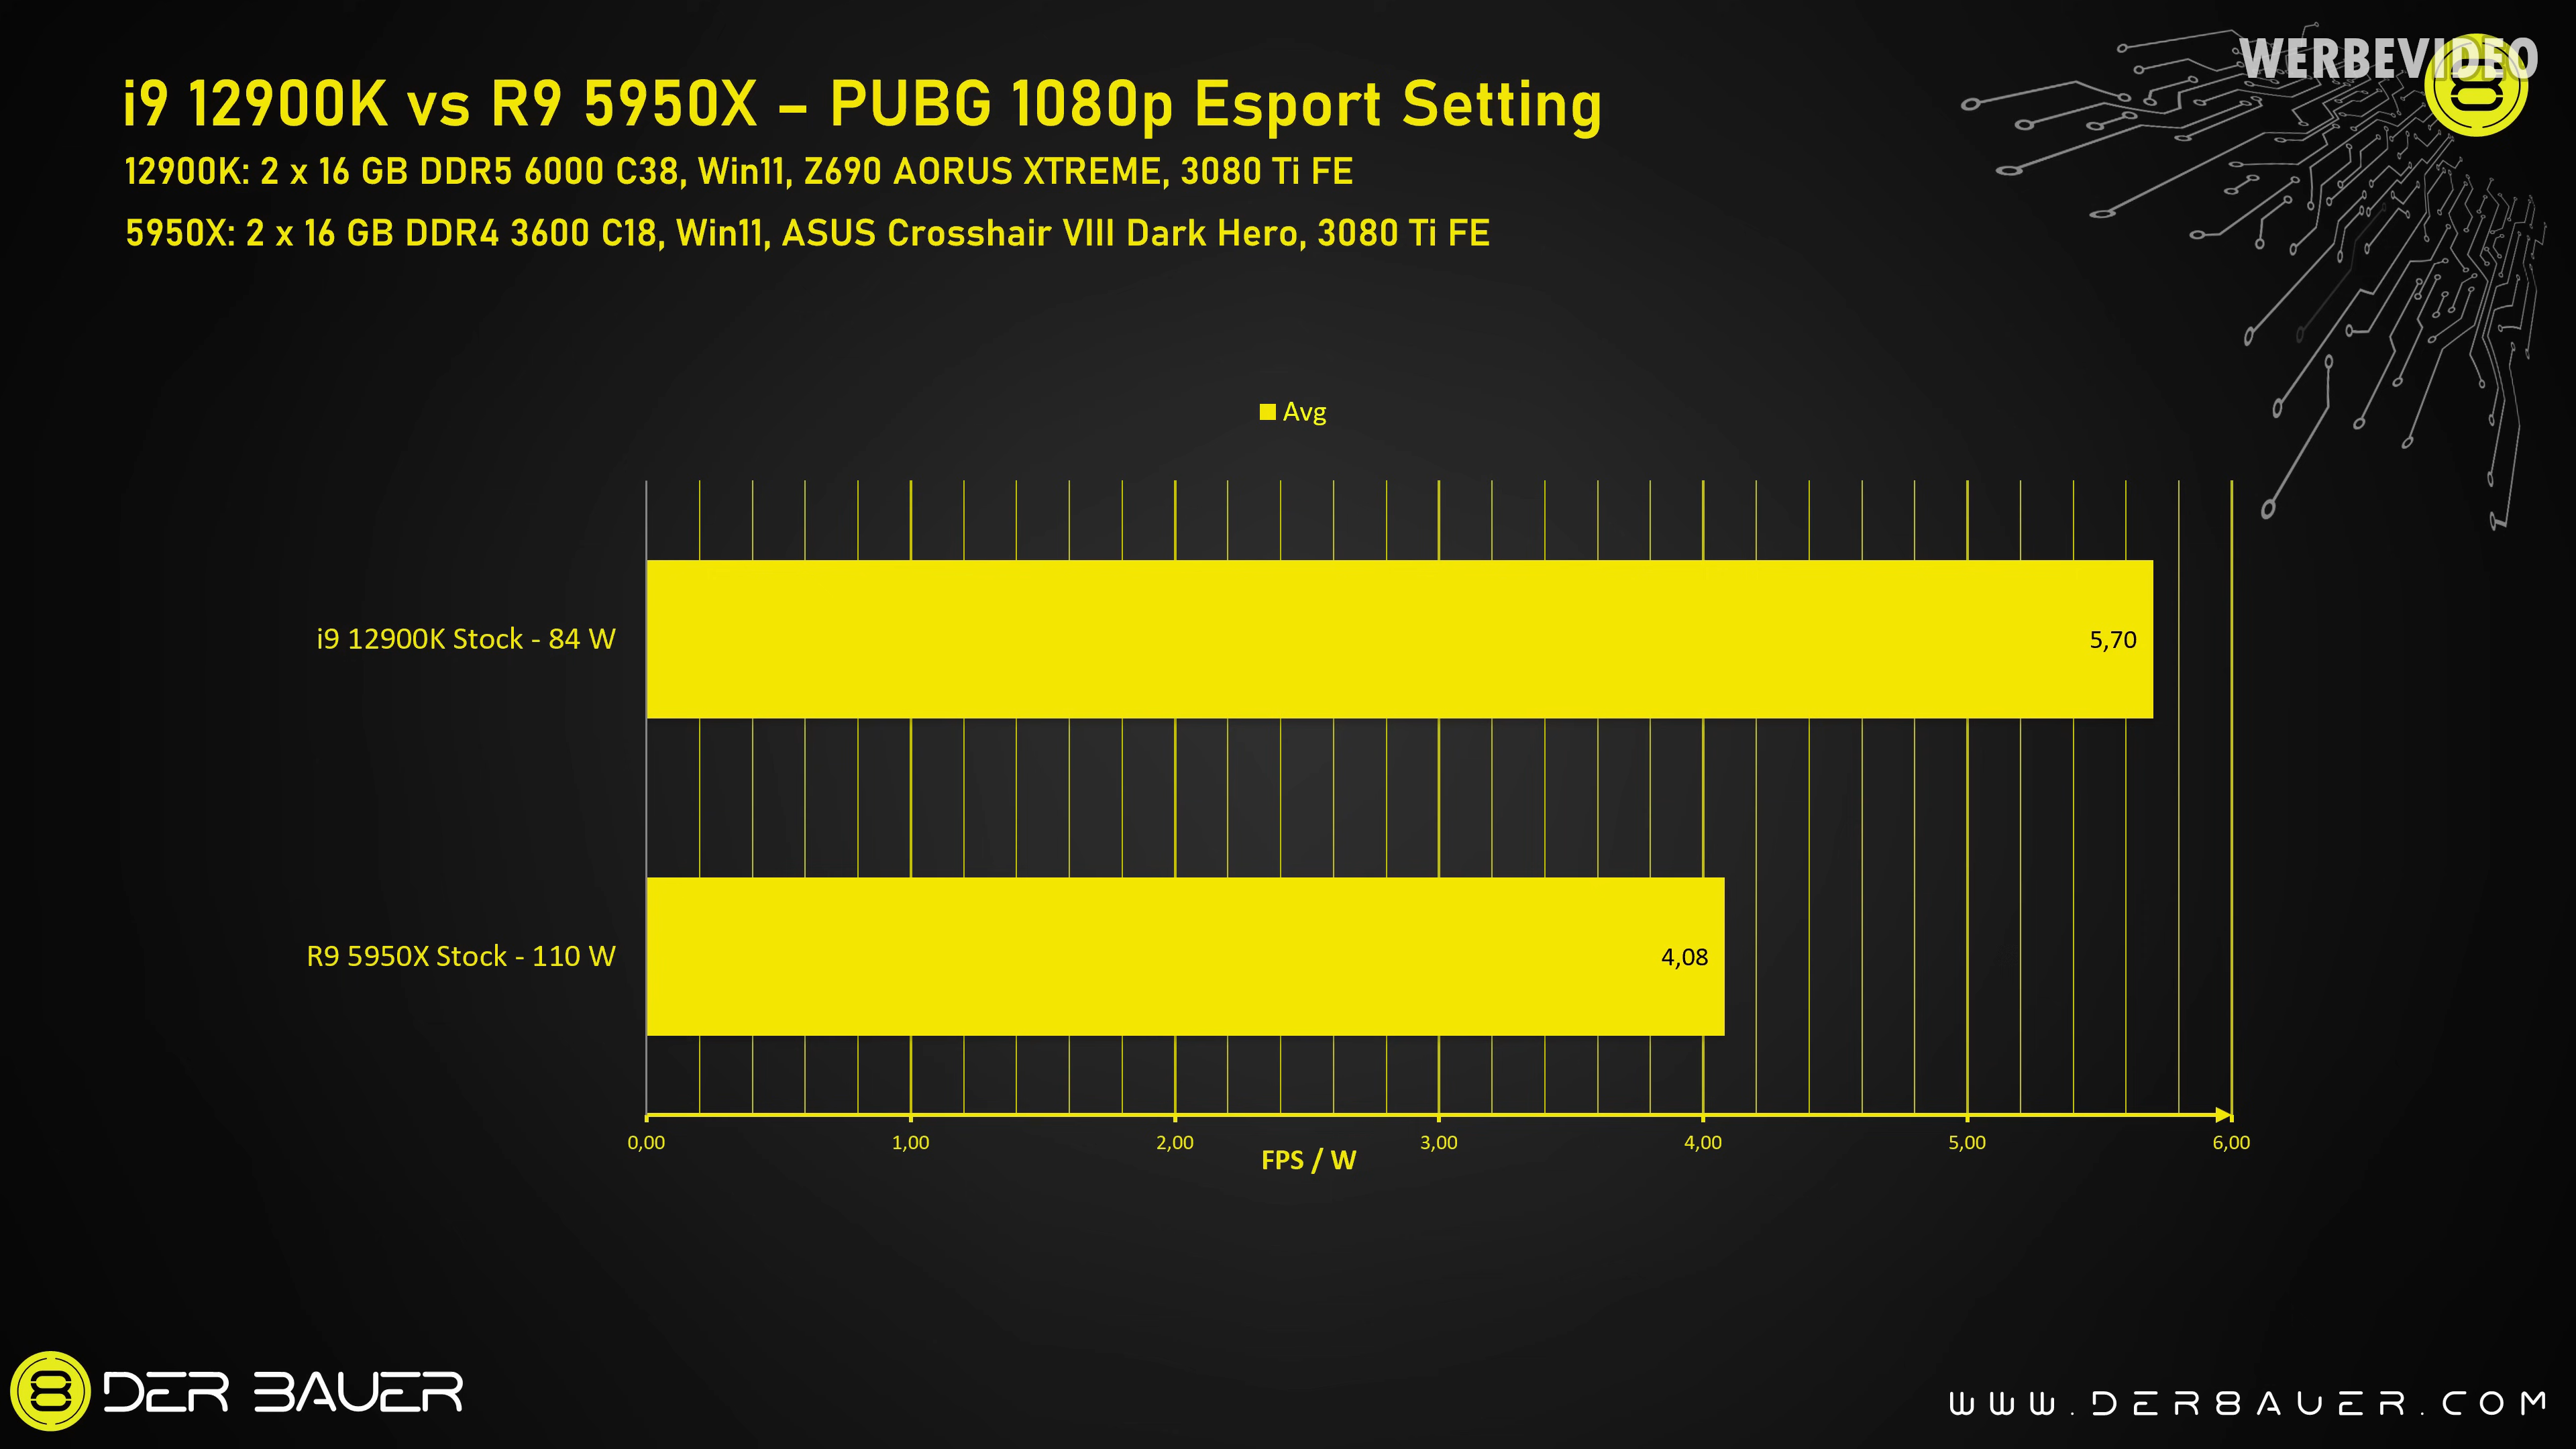 WERBEVIDEO
i9 12900K vs R9 5950X – PUBG 1080p Esport Setting
12900K: 2 x 16 GB DDR5 6000 C38, Win11, Z690 AORUS XTREME, 3080 Ti FE
5950X: 2 x 16 GB DDR4 3600 C18, Win11, ASUS Crosshair VIII Dark Hero, 3080 Ti FE
Avg
i9 12900K Stock - 84 W
5,70
R9 5950X Stock - 110 W
4,08
0,00 1,00 2,00 3,00 4,00 5,00 6,00
FPS / W
DER 8AUER
WWW.DER8AUER.COM